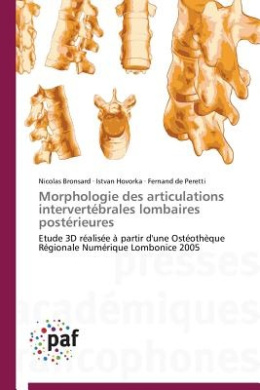 Nicolas Bronsard · Istvan Hovorka · Fernand de Peretti
Morphologie des articulations
intervertébrales lombaires
postérieures
Etude 3D réalisée à partir d'une Ostéothèque
Régionale Numérique Lombonice 2005
presses
académiques
francophones
paf